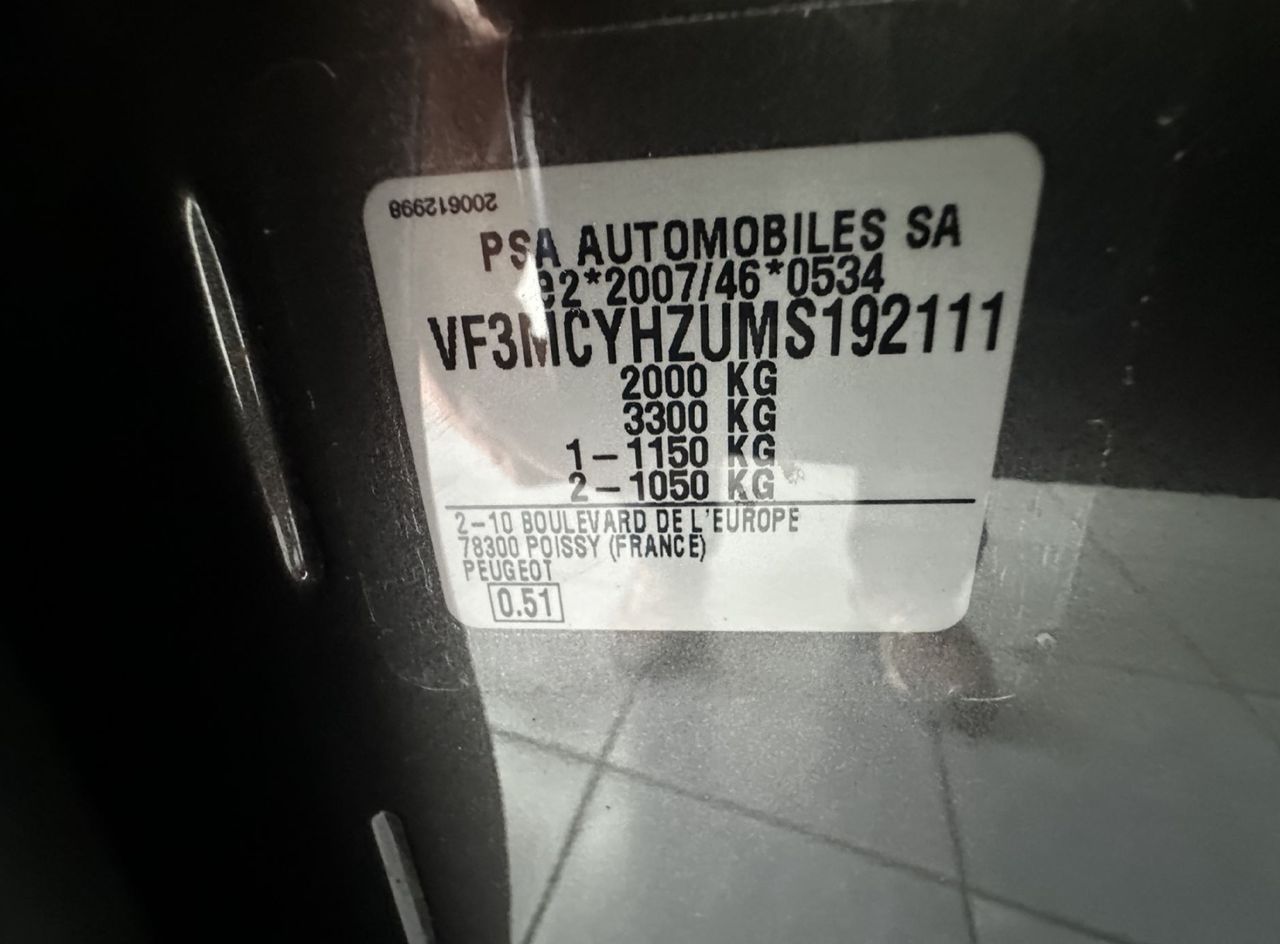 200612998
PSA AUTOMOBILES SA
e2*2007/46*0534
VF3MCYHZUMS192111
2000 KG
3300 KG
1-1150 KG
2-1050 KG
2-10 BOULEVARD DE L'EUROPE
78300 POISSY (FRANCE)
PEUGEOT
0.51